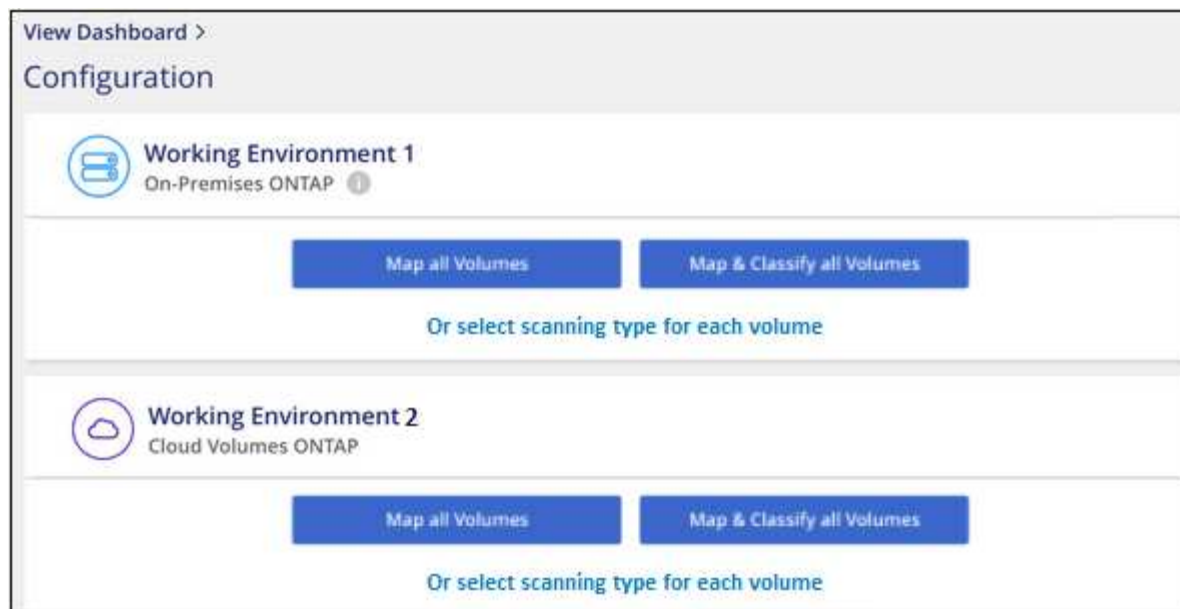 View Dashboard >
Configuration
Working Environment 1
On-Premises ONTAP i
Map all Volumes Map & Classify all Volumes
Or select scanning type for each volume
Working Environment 2
Cloud Volumes ONTAP
Map all Volumes Map & Classify all Volumes
Or select scanning type for each volume